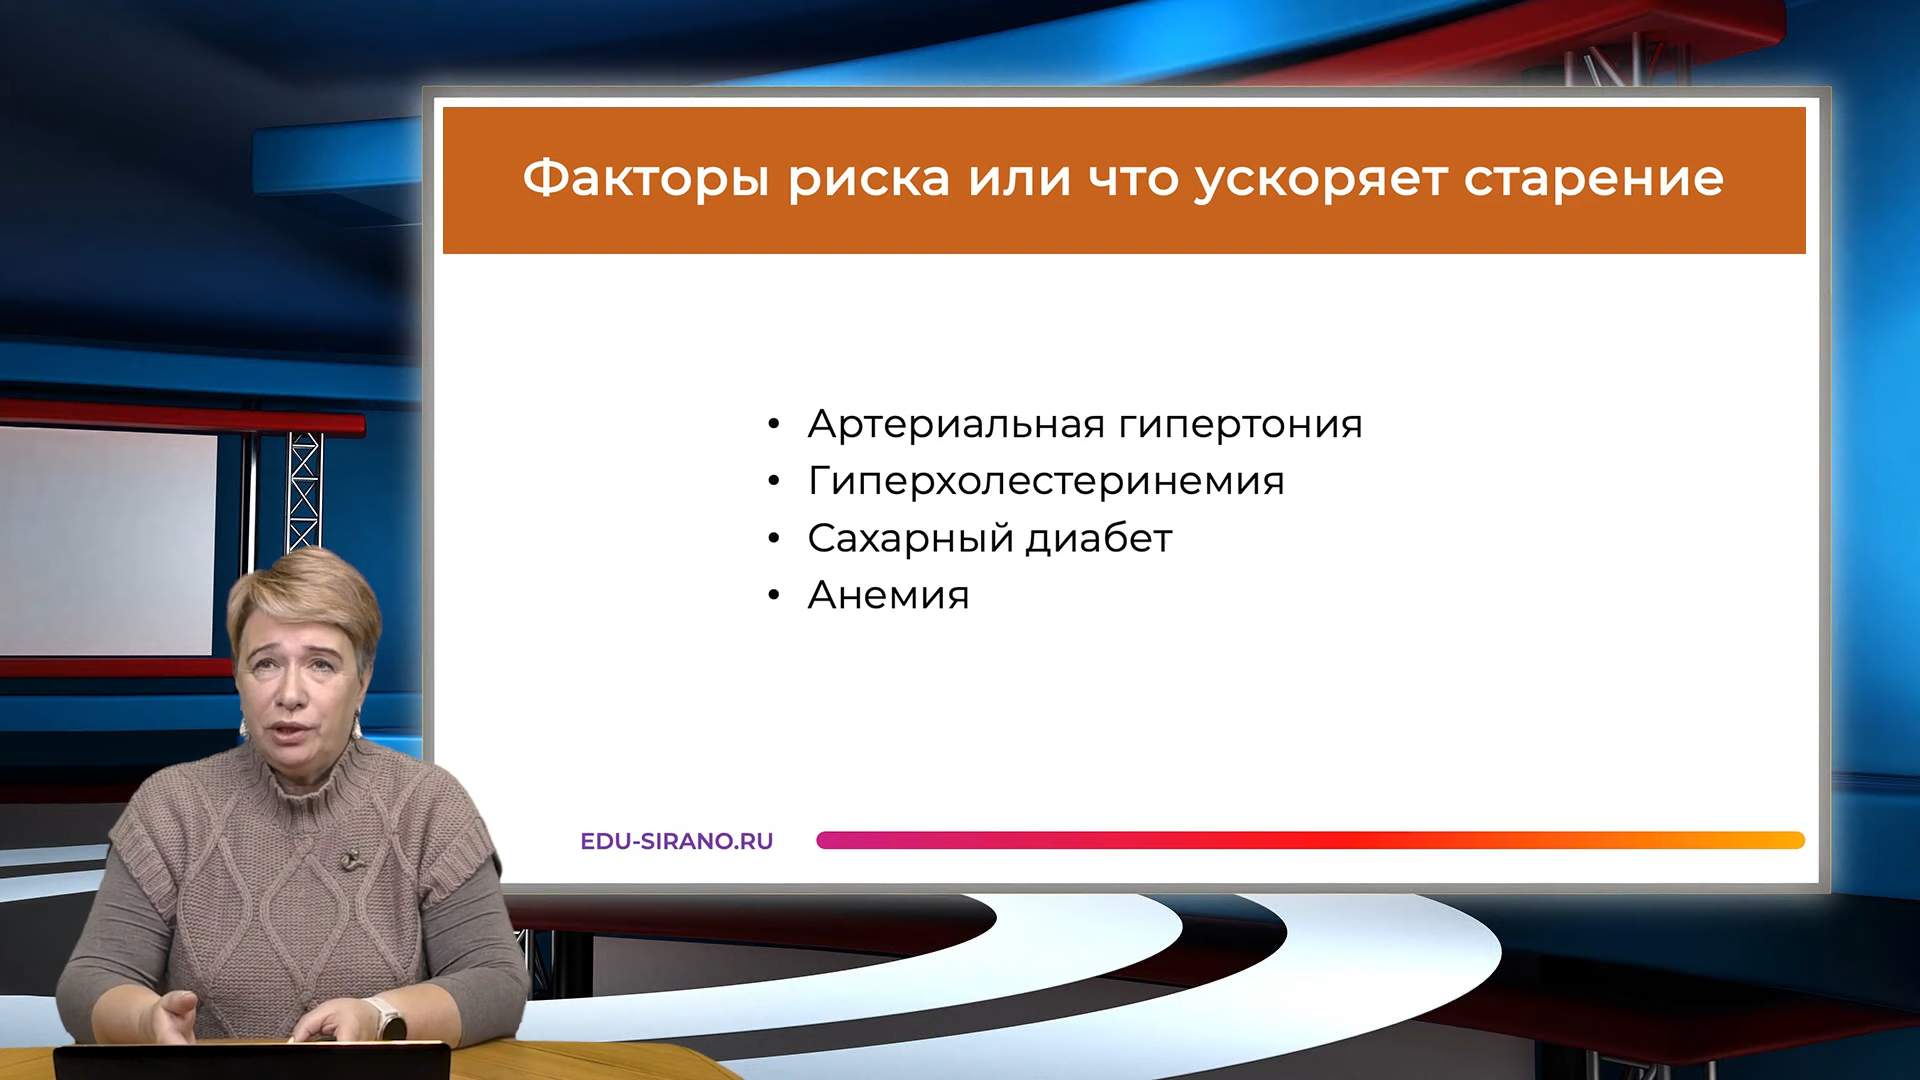 Факторы риска или что ускоряет старение
• Артериальная гипертония
• Гиперхолестеринемия
• Сахарный диабет
• Анемия
EDU-SIRANO.RU